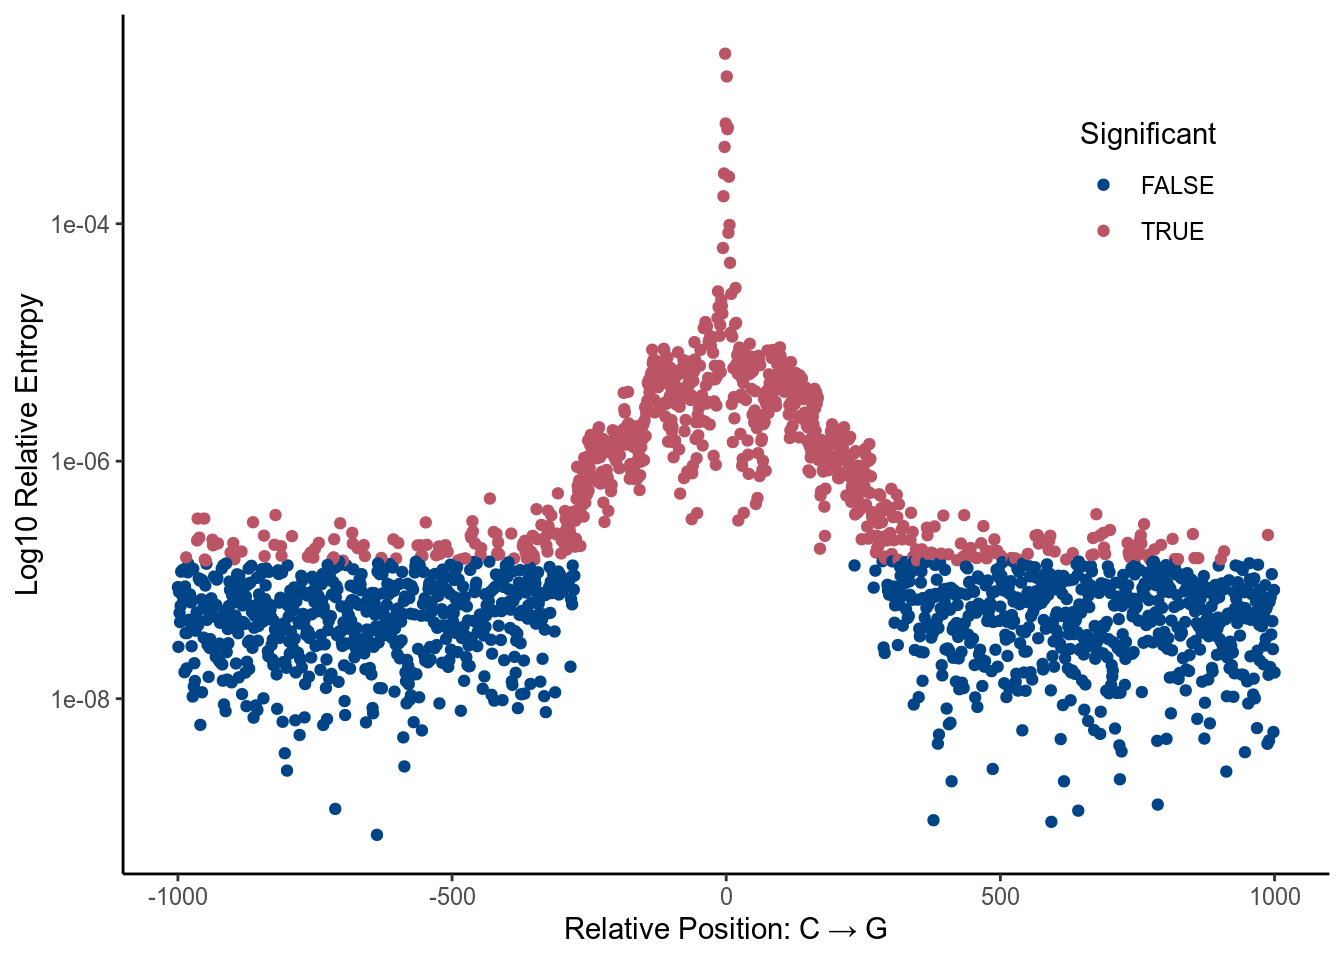 Significant
FALSE
TRUE
1e-04
1e-06
1e-08
Log10 Relative Entropy
-1000
-500
0
500
1000
Relative Position: C → G